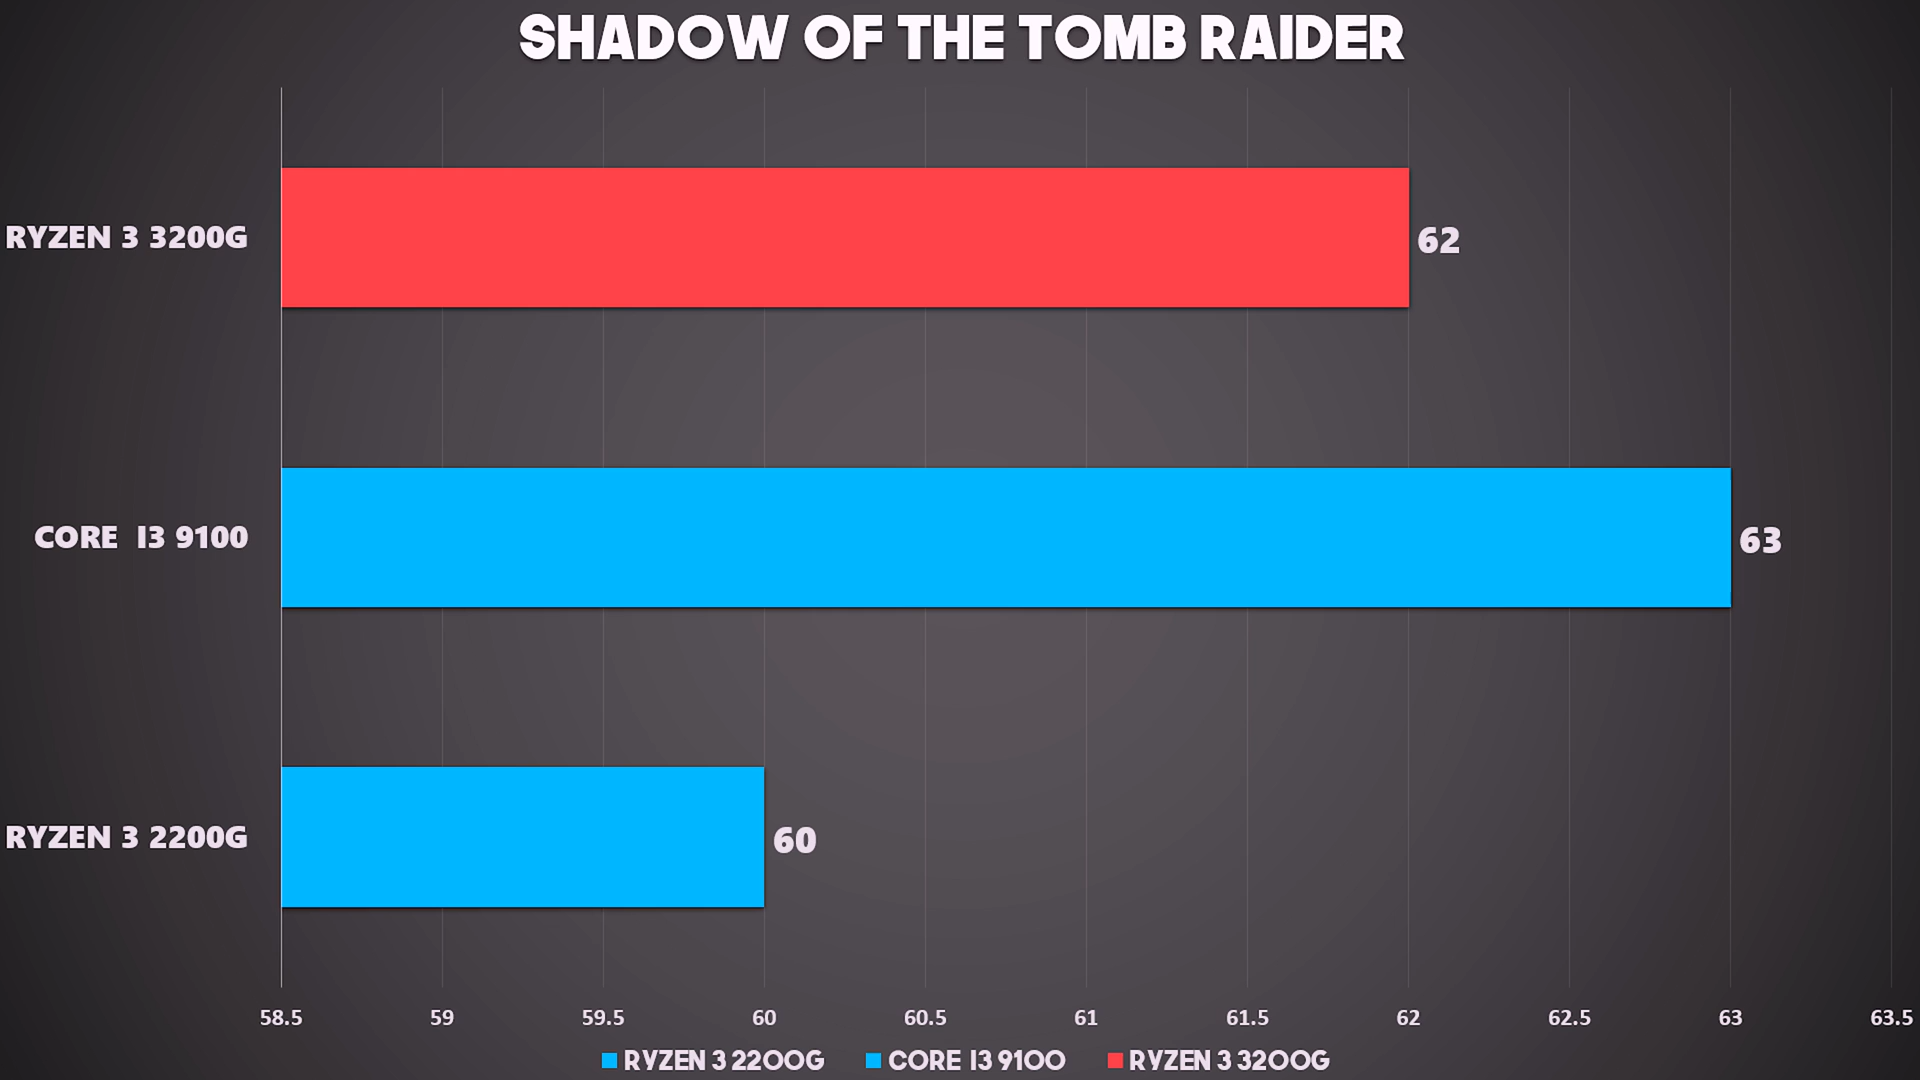 SHADOW OF THE TOMB RAIDER
RYZEN 3 3200G
62
CORE I3 9100
63
RYZEN 3 2200G
60
58.5 59 59.5 60 60.5 61 61.5 62 62.5 63 63.5
RYZEN 3 2200G CORE I3 9100 RYZEN 3 3200G